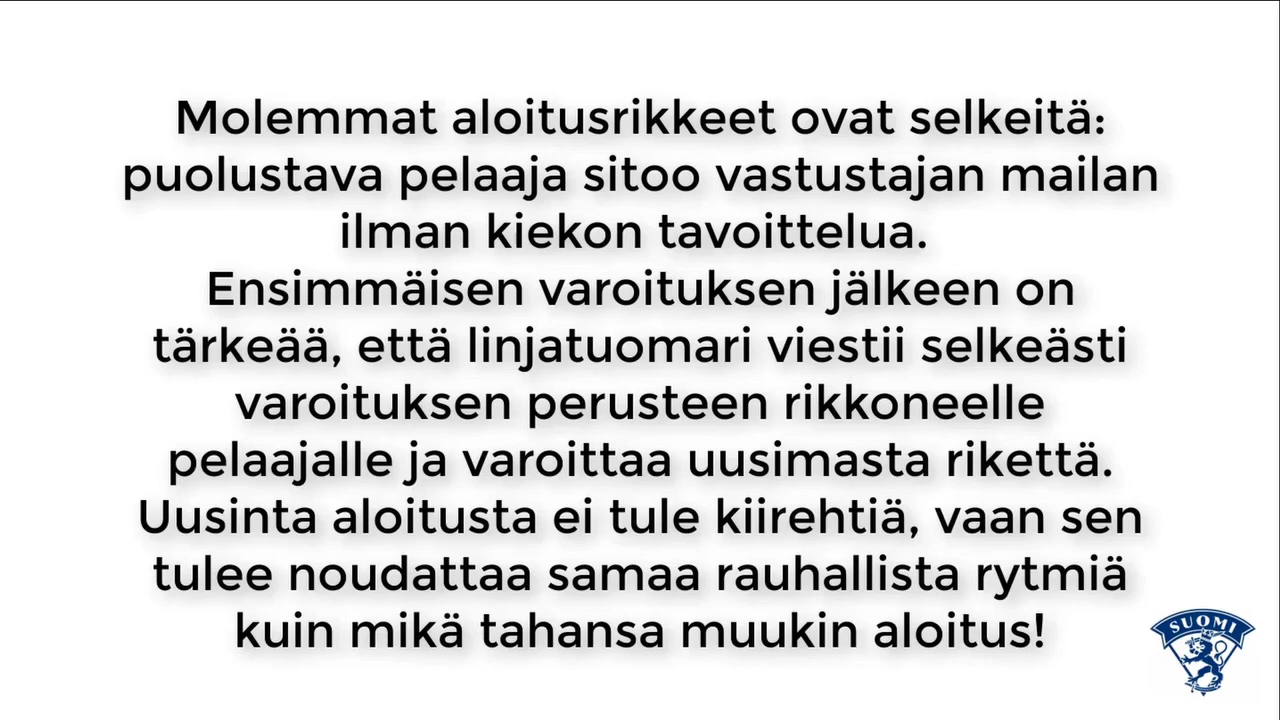 Molemmat aloitusrikkeet ovat selkeitä:
puolustava pelaaja sitoo vastustajan mailan
ilman kiekon tavoittelua.
Ensimmäisen varoituksen jälkeen on
tärkeää, että linjatuomari viestii selkeästi
varoituksen perusteen rikkoneelle
pelaajalle ja varoittaa uusimasta rikettä.
Uusinta aloitusta ei tule kiirehtiä, vaan sen
tulee noudattaa samaa rauhallista rytmiä
kuin mikä tahansa muukin aloitus!
SUOMI